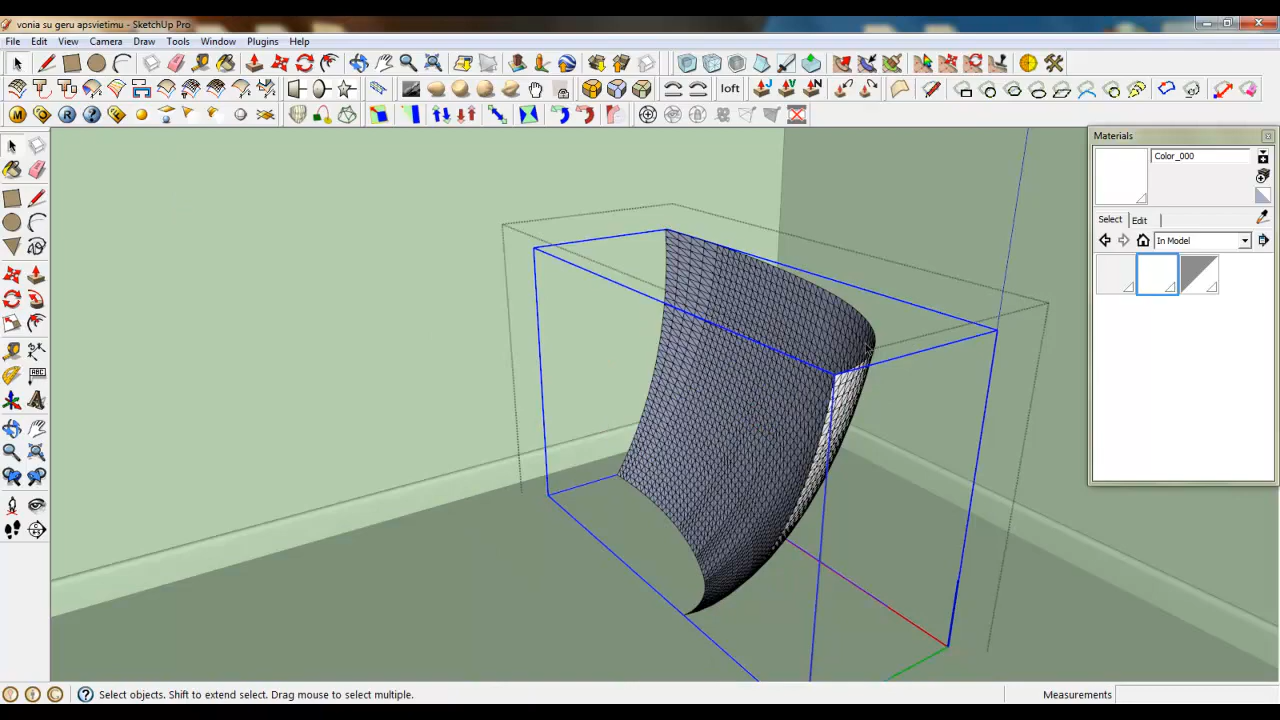 vonia su geru apsvietimu - SketchUp Pro
File Edit View Camera Draw Tools Window Plugins Help
loft
V N
M R ?
Materials
Color_000
Select Edit
In Model
ABC
A
? Select objects. Shift to extend select. Drag mouse to select multiple.
Measurements